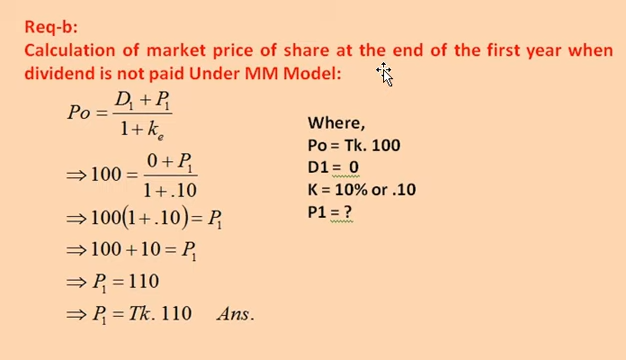 Req-b:
Calculation of market price of share at the end of the first year when
dividend is not paid Under MM Model:
Po = (D₁ + P₁) / (1 + kₑ)
⇒ 100 = (0 + P₁) / (1 + .10)
⇒ 100(1 + .10) = P₁
⇒ 100 + 10 = P₁
⇒ P₁ = 110
⇒ P₁ = Tk. 110 Ans.
Where,
Po = Tk. 100
D1 = 0
K = 10% or .10
P1 = ?